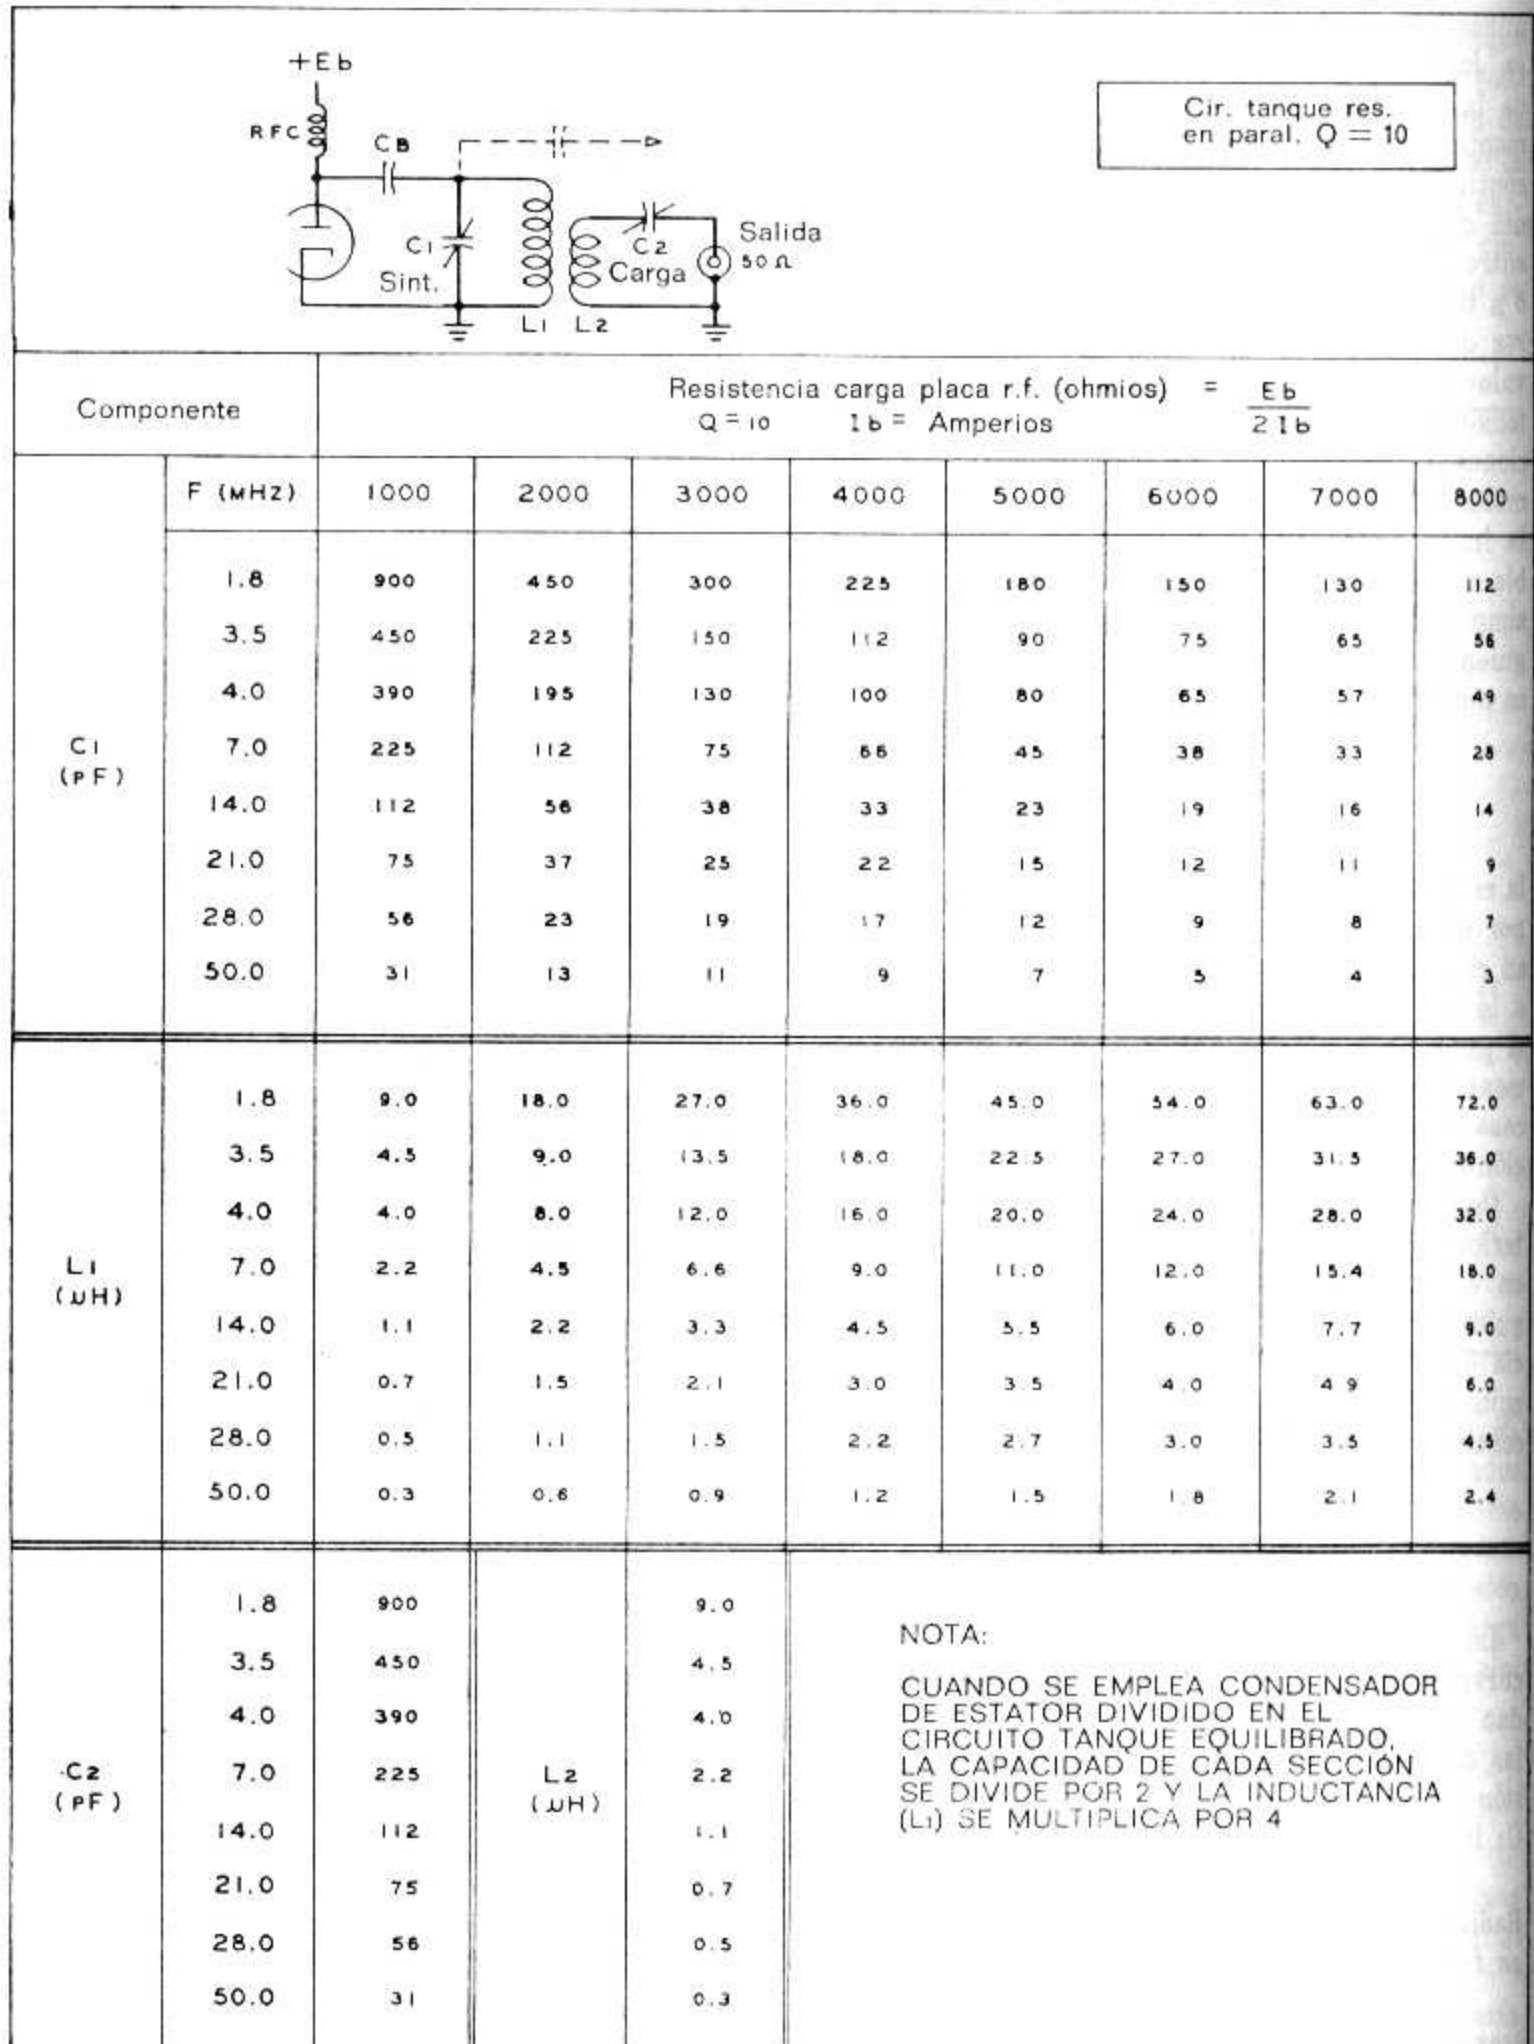 +Eb
RFC
CB
C1
Sint.
L1 L2
C2
Carga
Salida
50 Ω
Cir. tanque res.
en paral. Q = 10
Componente
Resistencia carga placa r.f. (ohmios) = Eb
2 Ib
Q = 10 Ib = Amperios
F (MHZ) 1000 2000 3000 4000 5000 6000 7000 8000
C1
(PF)
1.8 900 450 300 225 180 150 130 112
3.5 450 225 150 112 90 75 65 56
4.0 390 195 130 100 80 65 57 49
7.0 225 112 75 66 45 38 33 28
14.0 112 56 38 33 23 19 16 14
21.0 75 37 25 22 15 12 11 9
28.0 56 23 19 17 12 9 8 7
50.0 31 13 11 9 7 5 4 3
L1
(µH)
1.8 9.0 18.0 27.0 36.0 45.0 54.0 63.0 72.0
3.5 4.5 9.0 13.5 18.0 22.5 27.0 31.5 36.0
4.0 4.0 8.0 12.0 16.0 20.0 24.0 28.0 32.0
7.0 2.2 4.5 6.6 9.0 11.0 12.0 15.4 18.0
14.0 1.1 2.2 3.3 4.5 5.5 6.0 7.7 9.0
21.0 0.7 1.5 2.1 3.0 3.5 4.0 4.9 6.0
28.0 0.5 1.1 1.5 2.2 2.7 3.0 3.5 4.5
50.0 0.3 0.6 0.9 1.2 1.5 1.8 2.1 2.4
C2
(PF)
L2
(µH)
1.8 900 9.0
3.5 450 4.5
4.0 390 4.0
7.0 225 2.2
14.0 112 1.1
21.0 75 0.7
28.0 56 0.5
50.0 31 0.3
NOTA:
CUANDO SE EMPLEA CONDENSADOR
DE ESTATOR DIVIDIDO EN EL
CIRCUITO TANQUE EQUILIBRADO,
LA CAPACIDAD DE CADA SECCIÓN
SE DIVIDE POR 2 Y LA INDUCTANCIA
(L1) SE MULTIPLICA POR 4